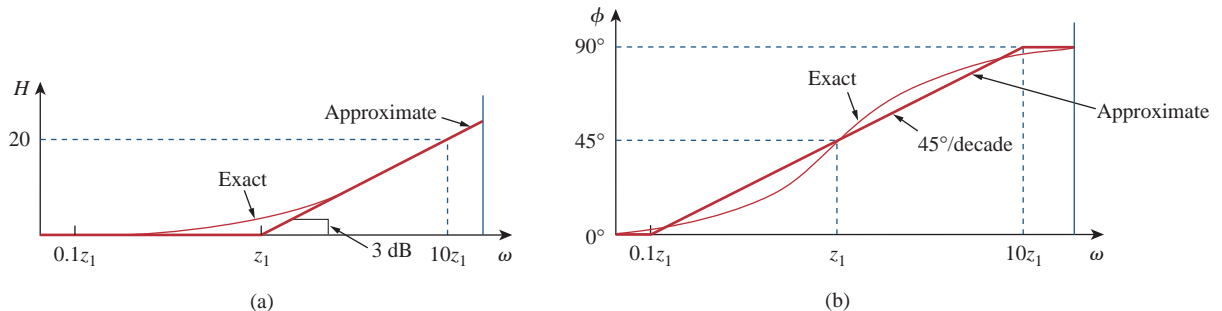 H
20
Exact
Approximate
3 dB
0.1z₁
z₁
10z₁
ω
(a)
ϕ
90°
45°
0°
Exact
Approximate
45°/decade
0.1z₁
z₁
10z₁
ω
(b)